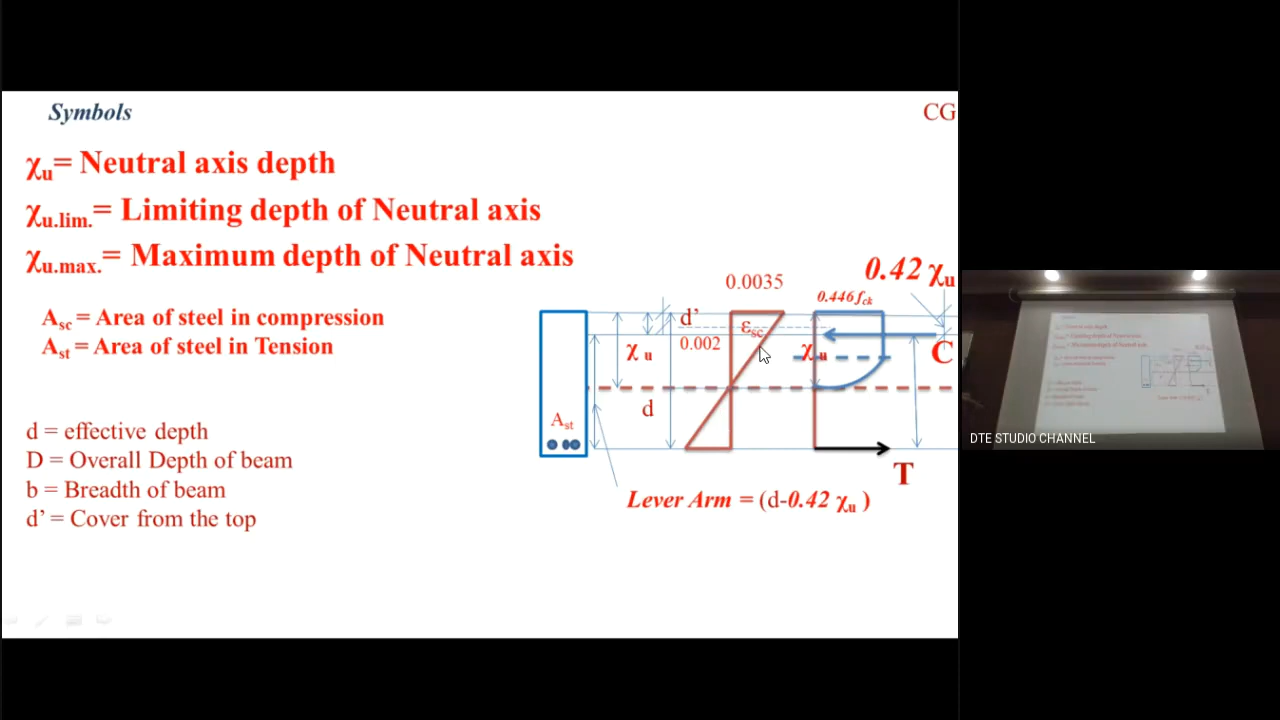 Symbols
CG
χu= Neutral axis depth
χu.lim.= Limiting depth of Neutral axis
χu.max.= Maximum depth of Neutral axis
Asc = Area of steel in compression
Ast = Area of steel in Tension
d = effective depth
D = Overall Depth of beam
b = Breadth of beam
d’ = Cover from the top
0.42 χu
0.0035
0.446fck
d’
εsc
0.002
χu
χu
C
d
Ast
T
Lever Arm = (d-0.42 χu )
DTE STUDIO CHANNEL